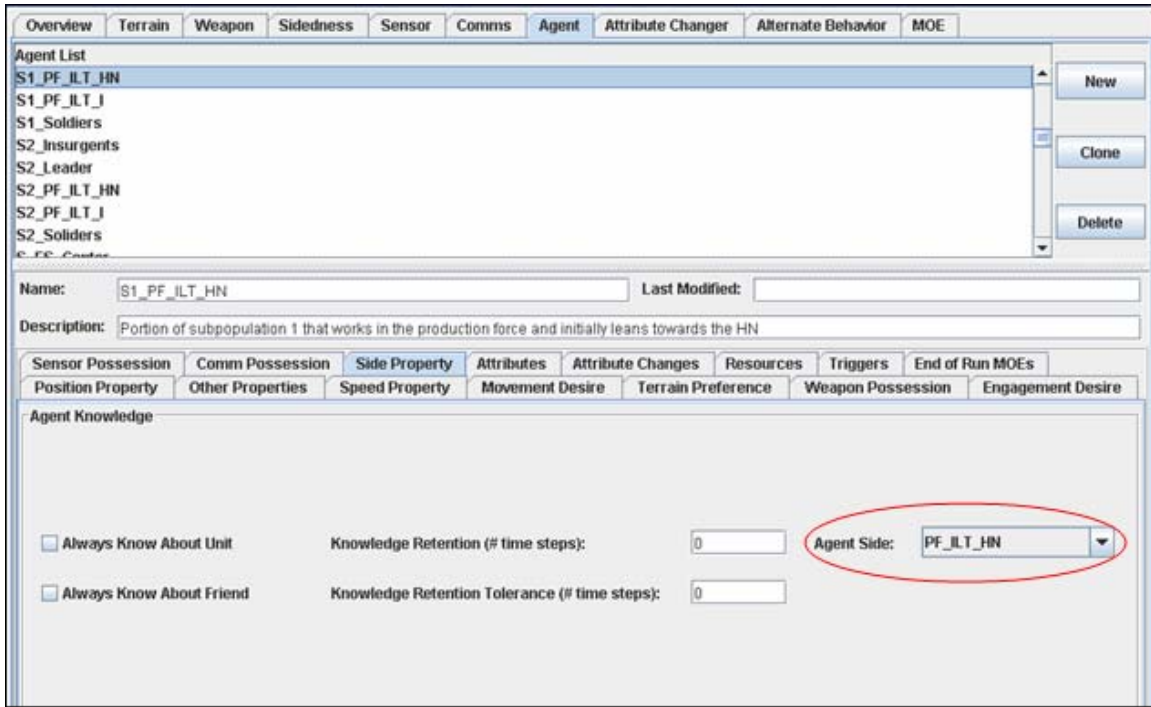 Overview Terrain Weapon Sidedness Sensor Comms Agent Attribute Changer Alternate Behavior MOE
Agent List
S1_PF_ILT_HN
S1_PF_ILT_I
S1_Soldiers
S2_Insurgents
S2_Leader
S2_PF_ILT_HN
S2_PF_ILT_I
S2_Soliders
New
Clone
Delete
Name: S1_PF_ILT_HN Last Modified:
Description: Portion of subpopulation 1 that works in the production force and initially leans towards the HN
Sensor Possession Comm Possession Side Property Attributes Attribute Changes Resources Triggers End of Run MOEs
Position Property Other Properties Speed Property Movement Desire Terrain Preference Weapon Possession Engagement Desire
Agent Knowledge
Always Know About Unit Knowledge Retention (# time steps): 0 Agent Side: PF_ILT_HN
Always Know About Friend Knowledge Retention Tolerance (# time steps): 0